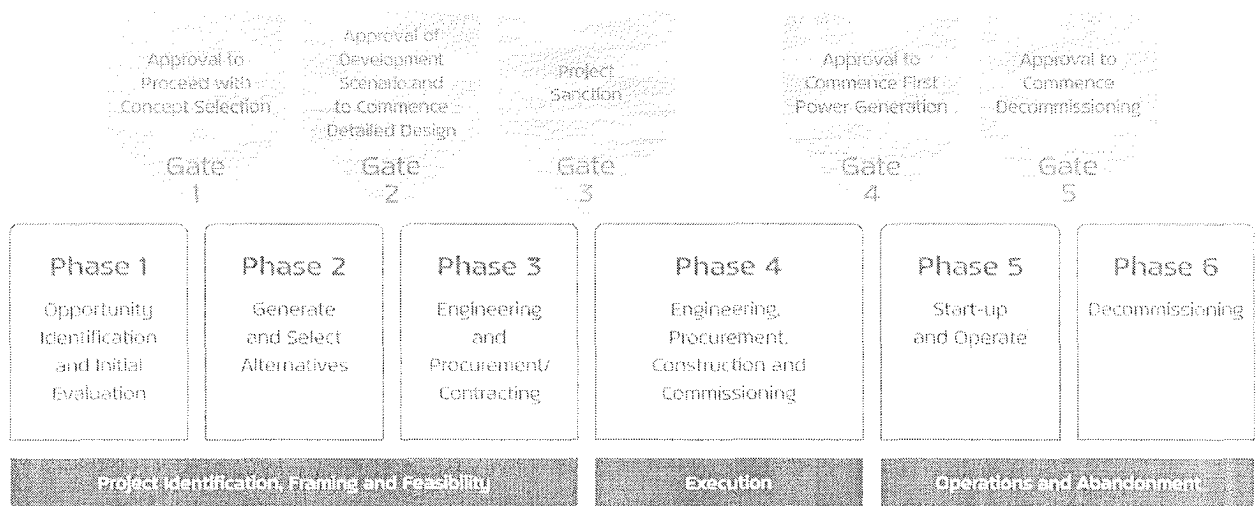 Approval to
Proceed with
Concept Selection
Gate
1
Approval of
Development
Scenario and
to Commence
Detailed Design
Gate
2
Project
Sanction
Gate
3
Approval to
Commence First
Power Generation
Gate
4
Approval to
Commence
Decommissioning
Gate
5
Phase 1
Opportunity
Identification
and Initial
Evaluation
Phase 2
Generate
and Select
Alternatives
Phase 3
Engineering
and
Procurement/
Contracting
Phase 4
Engineering,
Procurement,
Construction and
Commissioning
Phase 5
Start-up
and Operate
Phase 6
Decommissioning
Project Identification, Framing and Feasibility
Execution
Operations and Abandonment